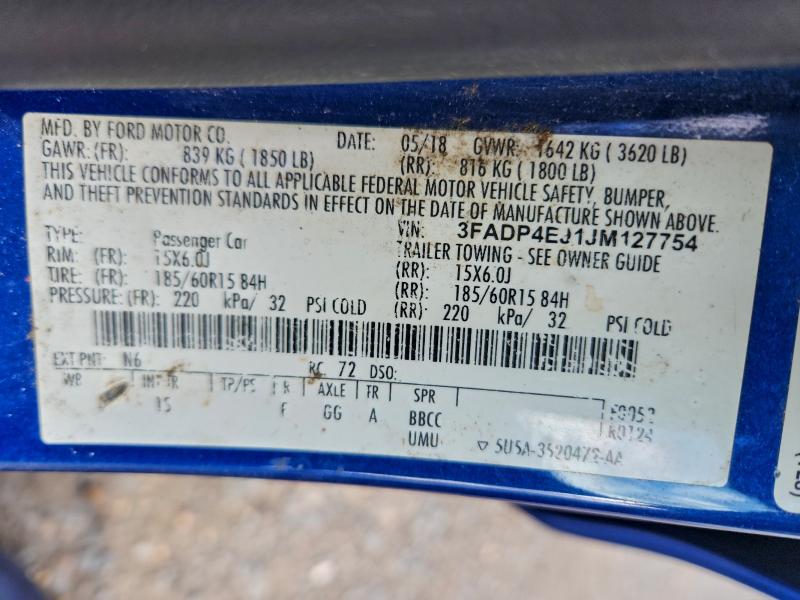 MFD. BY FORD MOTOR CO. DATE: 05/18 GVWR: 1642 KG ( 3620 LB)
GAWR: (FR): 839 KG ( 1850 LB) (RR): 816 KG ( 1800 LB)
THIS VEHICLE CONFORMS TO ALL APPLICABLE FEDERAL MOTOR VEHICLE SAFETY, BUMPER,
AND THEFT PREVENTION STANDARDS IN EFFECT ON THE DATE OF MANUFACTURE SHOWN ABOVE.
VIN: 3FADP4EJ1JM127754
TYPE: Passenger Car TRAILER TOWING - SEE OWNER GUIDE
RIM: (FR): 15X6.0J (RR): 15X6.0J
TIRE: (FR): 185/60R15 84H (RR): 185/60R15 84H
PRESSURE: (FR): 220 kPa/ 32 PSI COLD (RR): 220 kPa/ 32 PSI COLD
EXT PNT: N6 RC: 72 DSO:
WB INT TR TP/PS R AXLE TR SPR
F GG A BBCC
UMU
5U5A-3520472-AA